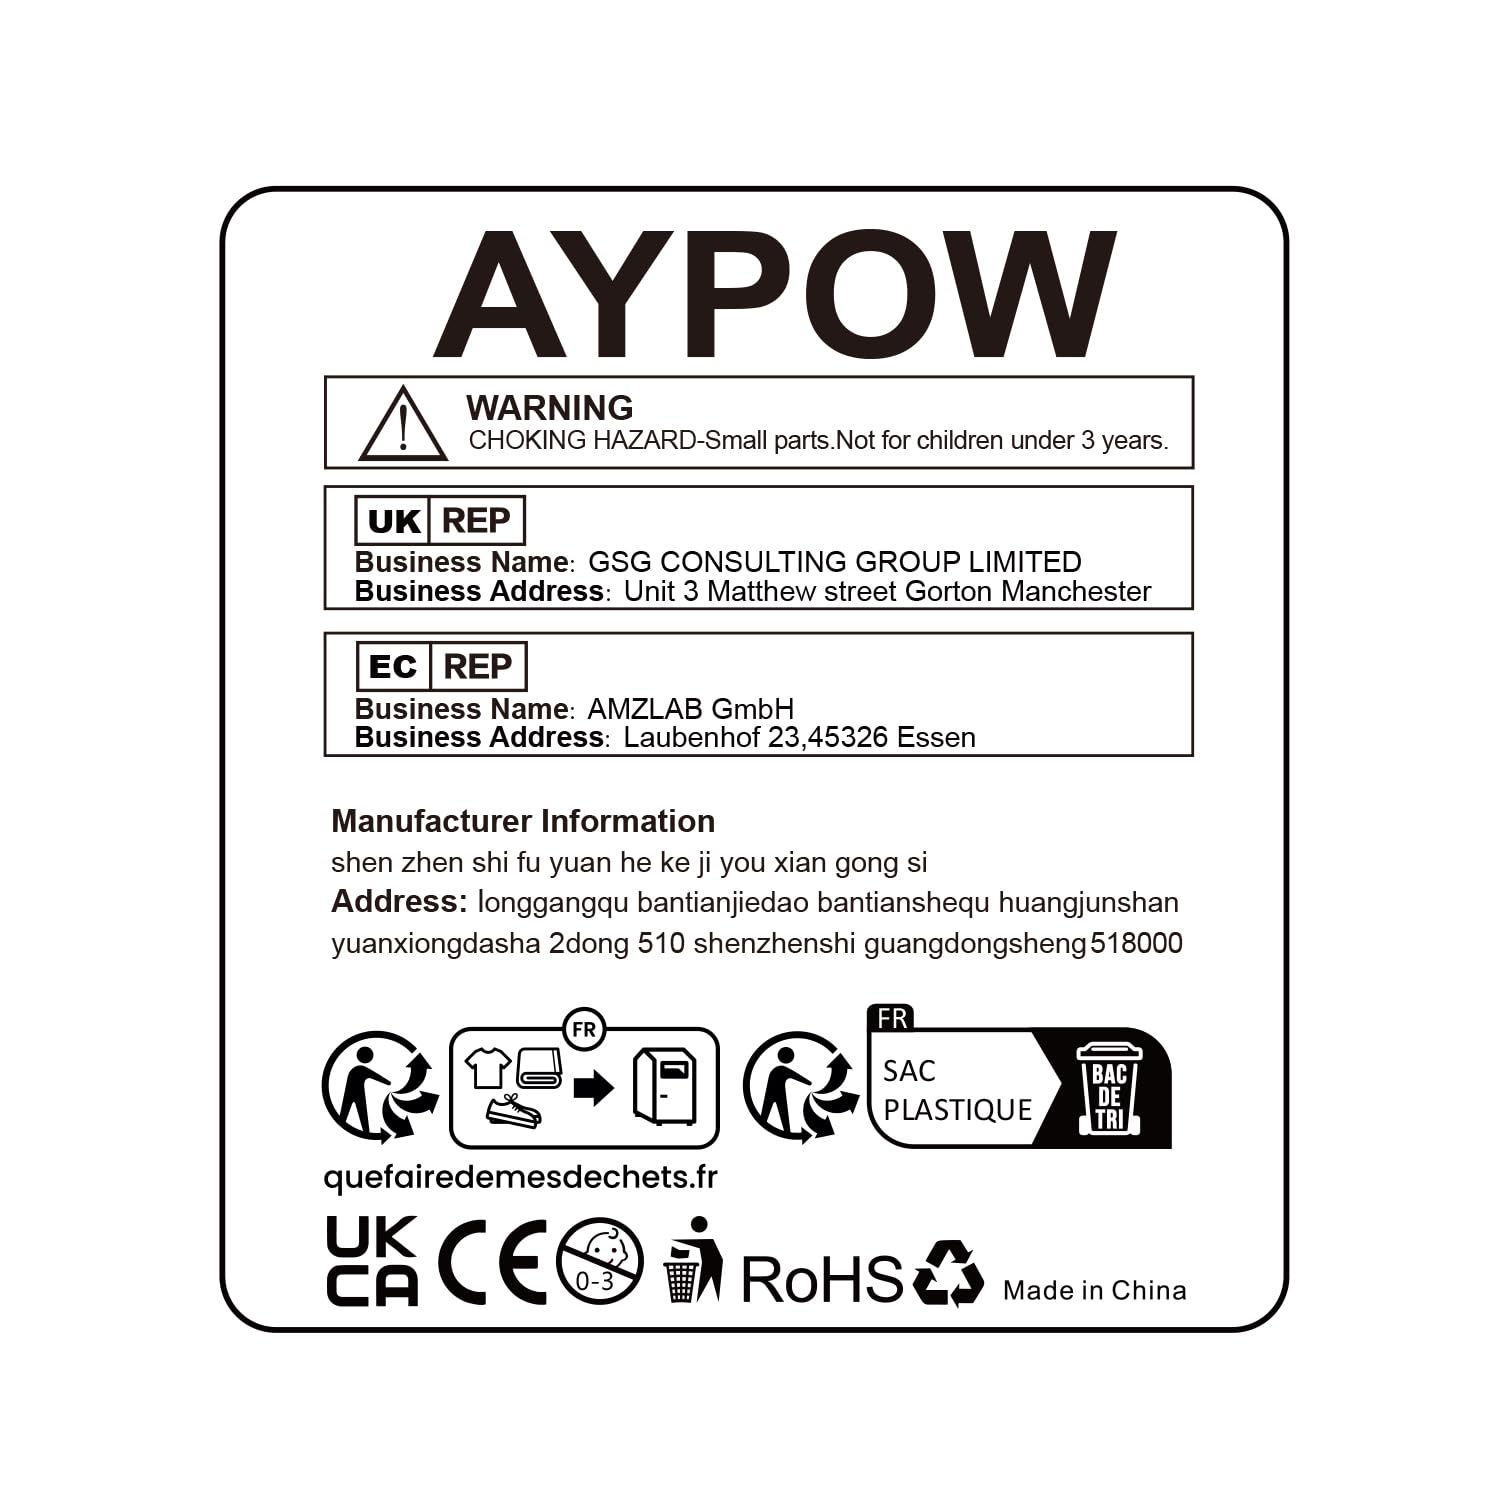 AYPOW
WARNING
CHOKING HAZARD-Small parts.Not for children under 3 years.
UK REP
Business Name: GSG CONSULTING GROUP LIMITED
Business Address: Unit 3 Matthew street Gorton Manchester
EC REP
Business Name: AMZLAB GmbH
Business Address: Laubenhof 23,45326 Essen
Manufacturer Information
shen zhen shi fu yuan he ke ji you xian gong si
Address: longgangqu bantianjiedao bantianshequ huangjunshan
yuanxiongdasha 2dong 510 shenzhenshi guangdongsheng518000
FR
FR
SAC
PLASTIQUE
BAC
DE
TRI
quefairedemesdechets.fr
UK
CA
CE
0-3
RoHS
Made in China